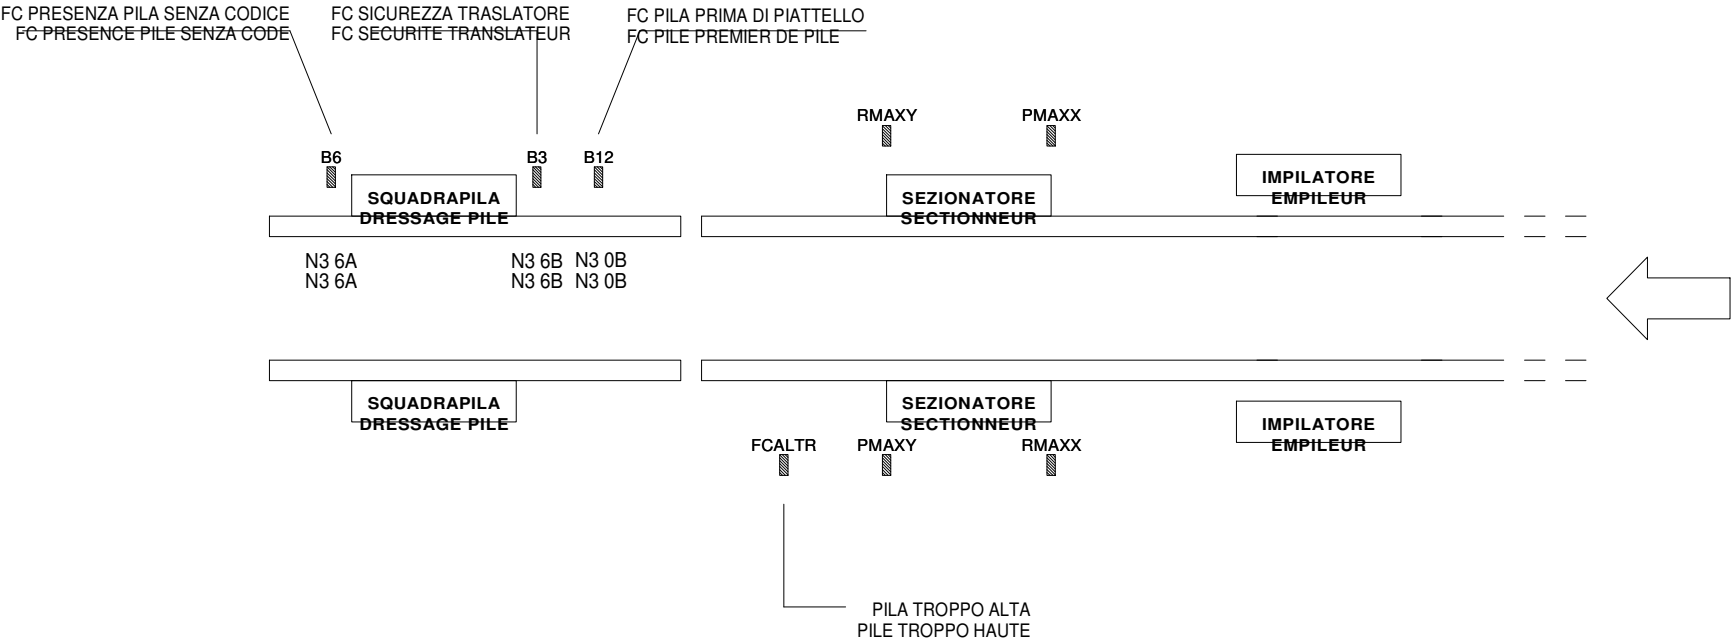 FC PRESENZA PILA SENZA CODICE
FC PRESENCE PILE SENZA CODE
FC SICUREZZA TRASLATORE
FC SECURITE TRANSLATEUR
FC PILA PRIMA DI PIATTELLO
FC PILE PREMIER DE PILE
RMAXY
PMAXX
B6
B3
B12
SQUADRAPILA
DRESSAGE PILE
SEZIONATORE
SECTIONNEUR
IMPILATORE
EMPILEUR
N3 6A
N3 6A
N3 6B
N3 6B
N3 0B
N3 0B
SQUADRAPILA
DRESSAGE PILE
SEZIONATORE
SECTIONNEUR
IMPILATORE
EMPILEUR
FCALTR
PMAXY
RMAXX
PILA TROPPO ALTA
PILE TROPPO HAUTE